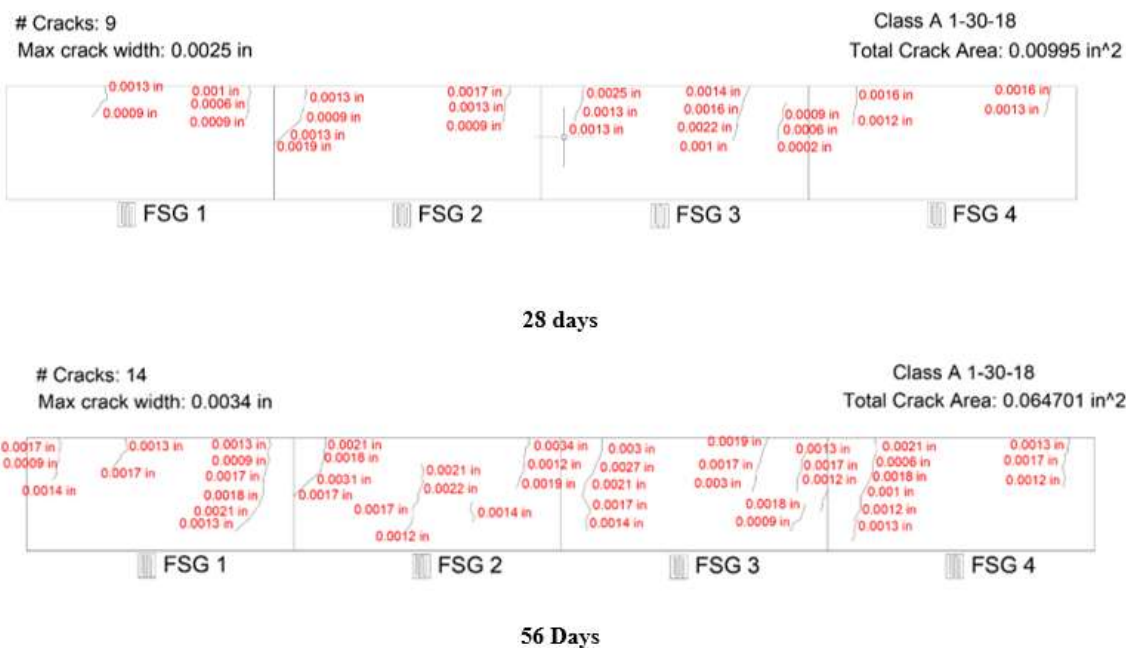 # Cracks: 9
Class A 1-30-18
Max crack width: 0.0025 in
Total Crack Area: 0.00995 in^2
0.0013 in
0.0009 in
0.001 in
0.0006 in
0.0009 in
0.0013 in
0.0009 in
0.0013 in
0.0019 in
0.0017 in
0.0013 in
0.0009 in
0.0025 in
0.0013 in
0.0013 in
0.0014 in
0.0016 in
0.0022 in
0.001 in
0.0009 in
0.0006 in
0.0002 in
0.0016 in
0.0012 in
0.0016 in
0.0013 in
FSG 1
FSG 2
FSG 3
FSG 4
28 days
# Cracks: 14
Class A 1-30-18
Max crack width: 0.0034 in
Total Crack Area: 0.064701 in^2
0.0017 in
0.0009 in
0.0014 in
0.0013 in
0.0017 in
0.0013 in
0.0009 in
0.0017 in
0.0018 in
0.0021 in
0.0013 in
0.0021 in
0.0018 in
0.0031 in
0.0017 in
0.0021 in
0.0022 in
0.0017 in
0.0012 in
0.0034 in
0.0012 in
0.0019 in
0.0014 in
0.003 in
0.0027 in
0.0021 in
0.0017 in
0.0014 in
0.0019 in
0.0017 in
0.003 in
0.0018 in
0.0009 in
0.0013 in
0.0017 in
0.0012 in
0.0021 in
0.0006 in
0.0018 in
0.001 in
0.0012 in
0.0013 in
0.0013 in
0.0017 in
0.0012 in
FSG 1
FSG 2
FSG 3
FSG 4
56 Days